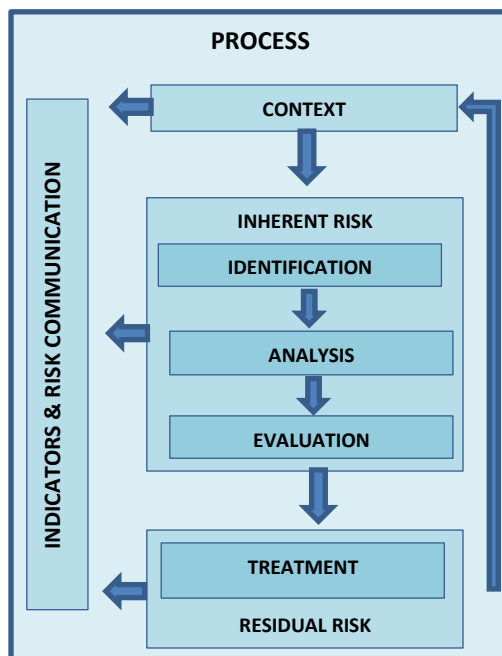 PROCESS
CONTEXT
INDICATORS & RISK COMMUNICATION
INHERENT RISK
IDENTIFICATION
ANALYSIS
EVALUATION
TREATMENT
RESIDUAL RISK